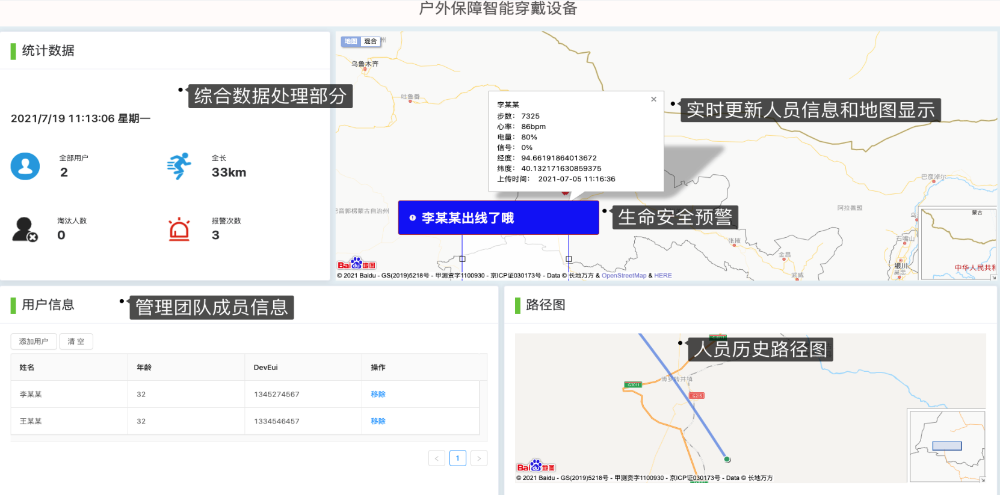 户外保障智能穿戴设备
统计数据
综合数据处理部分
2021/7/19 11:13:06 星期一
全部用户
2
全长
33km
淘汰人数
0
报警次数
3
地图 混合
州
乌鲁木齐
吐鲁番
李某某
步数: 7325
心率: 86bpm
电量: 80%
信号: 0%
经度: 94.66191864013672
纬度: 40.132171630859375
上传时间: 2021-07-05 11:16:36
实时更新人员信息和地图显示
李某某出线了哦
生命安全预警
音郭楞蒙古自治州
巴彦淖尔
阿拉善盟
乌
石嘴山
张掖
金昌
武威
银川
吴忠
蒙古
中华人民共和
Baidu地图
© 2021 Baidu - GS(2019)5218号 - 甲测资字1100930 - 京ICP证030173号 - Data © 长地万方 & OpenStreetMap & HERE
用户信息
管理团队成员信息
添加用户 清 空
姓名 年龄 DevEui 操作
李某某 32 1345274567 移除
王某某 32 1334546457 移除
< 1 >
路径图
人员历史路径图
G3011
G3011
G215
博罗转井镇
Baidu地图
© 2021 Baidu - GS(2019)5218号 - 甲测资字1100930 - 京ICP证030173号 - Data © 长地万方
G3011